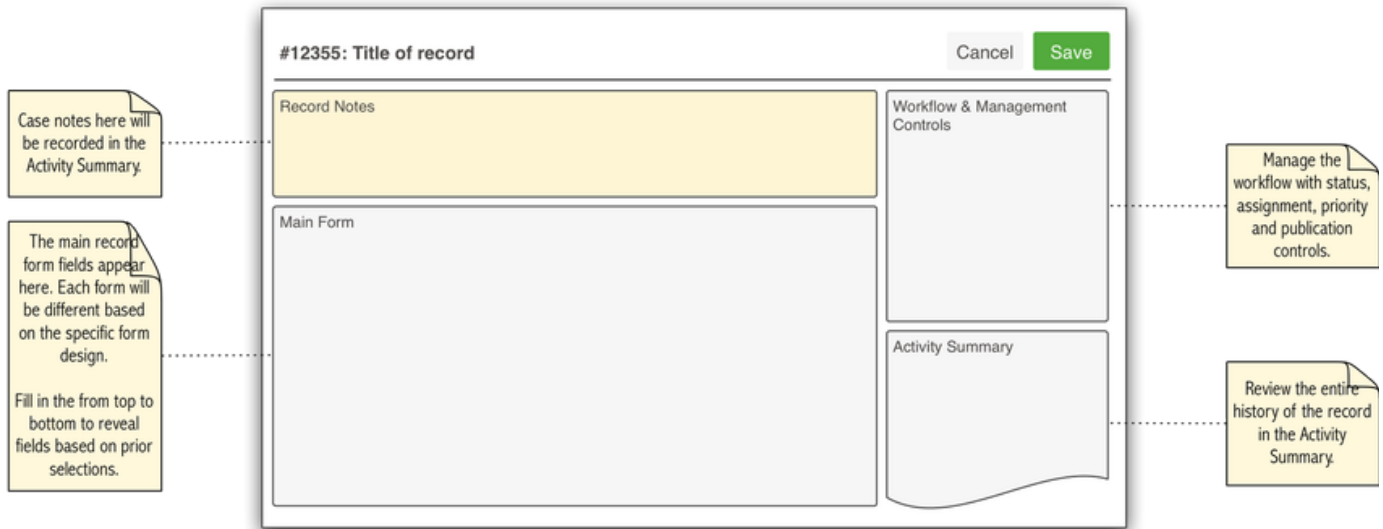 #12355: Title of record
Cancel
Save
Case notes here will
be recorded in the
Activity Summary.
Record Notes
Workflow & Management
Controls
Manage the
workflow with status,
assignment, priority
and publication
controls.
The main record
form fields appear
here. Each form will
be different based
on the specific form
design.
Fill in the from top to
bottom to reveal
fields based on prior
selections.
Main Form
Activity Summary
Review the entire
history of the record
in the Activity
Summary.